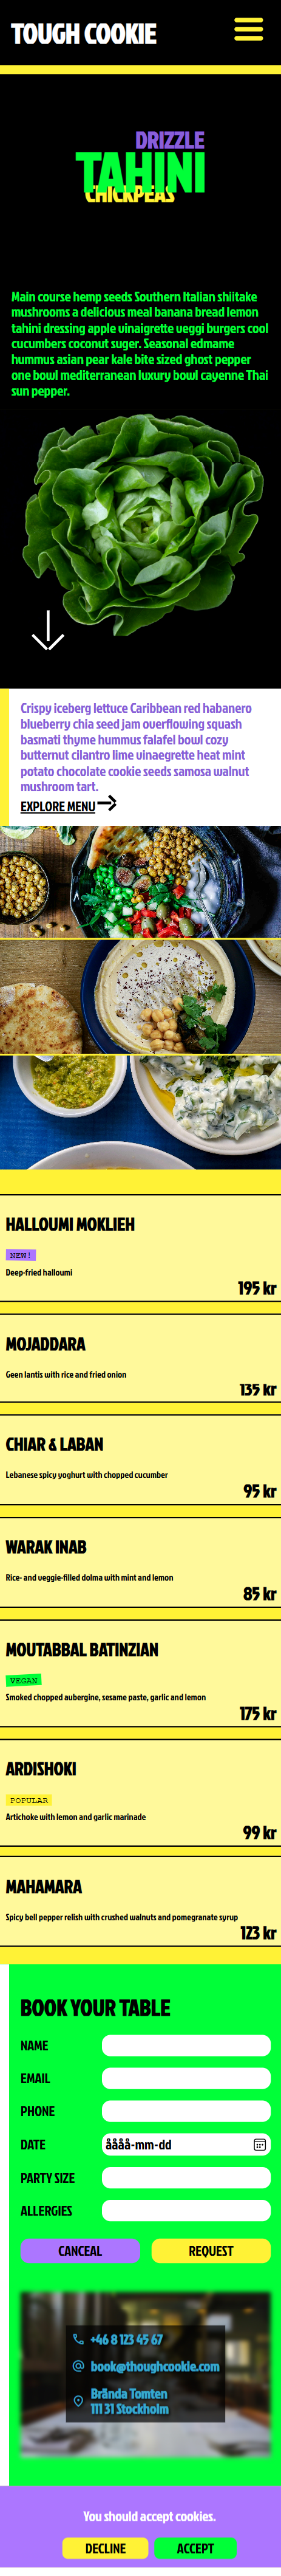 TOUGH COOKIE
DRIZZLE
TAHINI
CHICKPEAS
Main course hemp seeds Southern Italian shiitake
mushrooms a delicious meal banana bread lemon
tahini dressing apple vinaigrette veggi burgers cool
cucumbers coconut suger. Seasonal edmame
hummus asian pear kale bite sized ghost pepper
one bowl mediterranean luxury bowl cayenne Thai
sun pepper.
Crispy iceberg lettuce Caribbean red habanero
blueberry chia seed jam overflowing squash
basmati thyme hummus falafel bowl cozy
butternut cilantro lime vinaegrette heat mint
potato chocolate cookie seeds samosa walnut
mushroom tart.
EXPLORE MENU
HALLOUMI MOKLIEH
NEW!
Deep-fried halloumi
195 kr
MOJADDARA
Geen lantis with rice and fried onion
135 kr
CHIAR & LABAN
Lebanese spicy yoghurt with chopped cucumber
95 kr
WARAK INAB
Rice- and veggie-filled dolma with mint and lemon
85 kr
MOUTABBAL BATINZIAN
VEGAN
Smoked chopped aubergine, sesame paste, garlic and lemon
175 kr
ARDISHOKI
POPULAR
Artichoke with lemon and garlic marinade
99 kr
MAHAMARA
Spicy bell pepper relish with crushed walnuts and pomegranate syrup
123 kr
BOOK YOUR TABLE
NAME
EMAIL
PHONE
DATE åååå-mm-dd
PARTY SIZE
ALLERGIES
CANCEAL REQUEST
+46 8 123 45 67
book@thoughcookie.com
Brända Tomten
111 31 Stockholm
You should accept cookies.
DECLINE ACCEPT